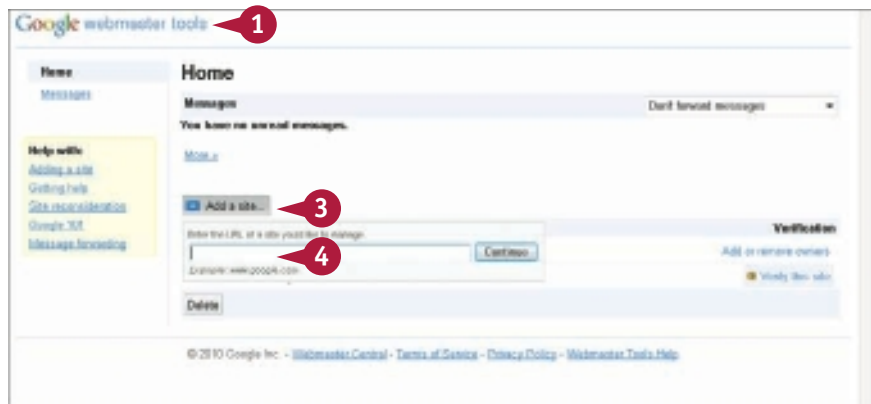 Google webmaster tools
1
Home
Messages
Help with:
Adding a site
Getting help
Site reconsideration
Google 101
Message forwarding
Home
Messages
Don't forward messages
You have no unread messages.
More »
Add a site...
3
Enter the URL of a site you'd like to manage.
Continue
4
Example: www.google.com
Verification
Add or remove owners
Verify this site
Delete
© 2010 Google Inc. - Webmaster Central - Terms of Service - Privacy Policy - Webmaster Tools Help